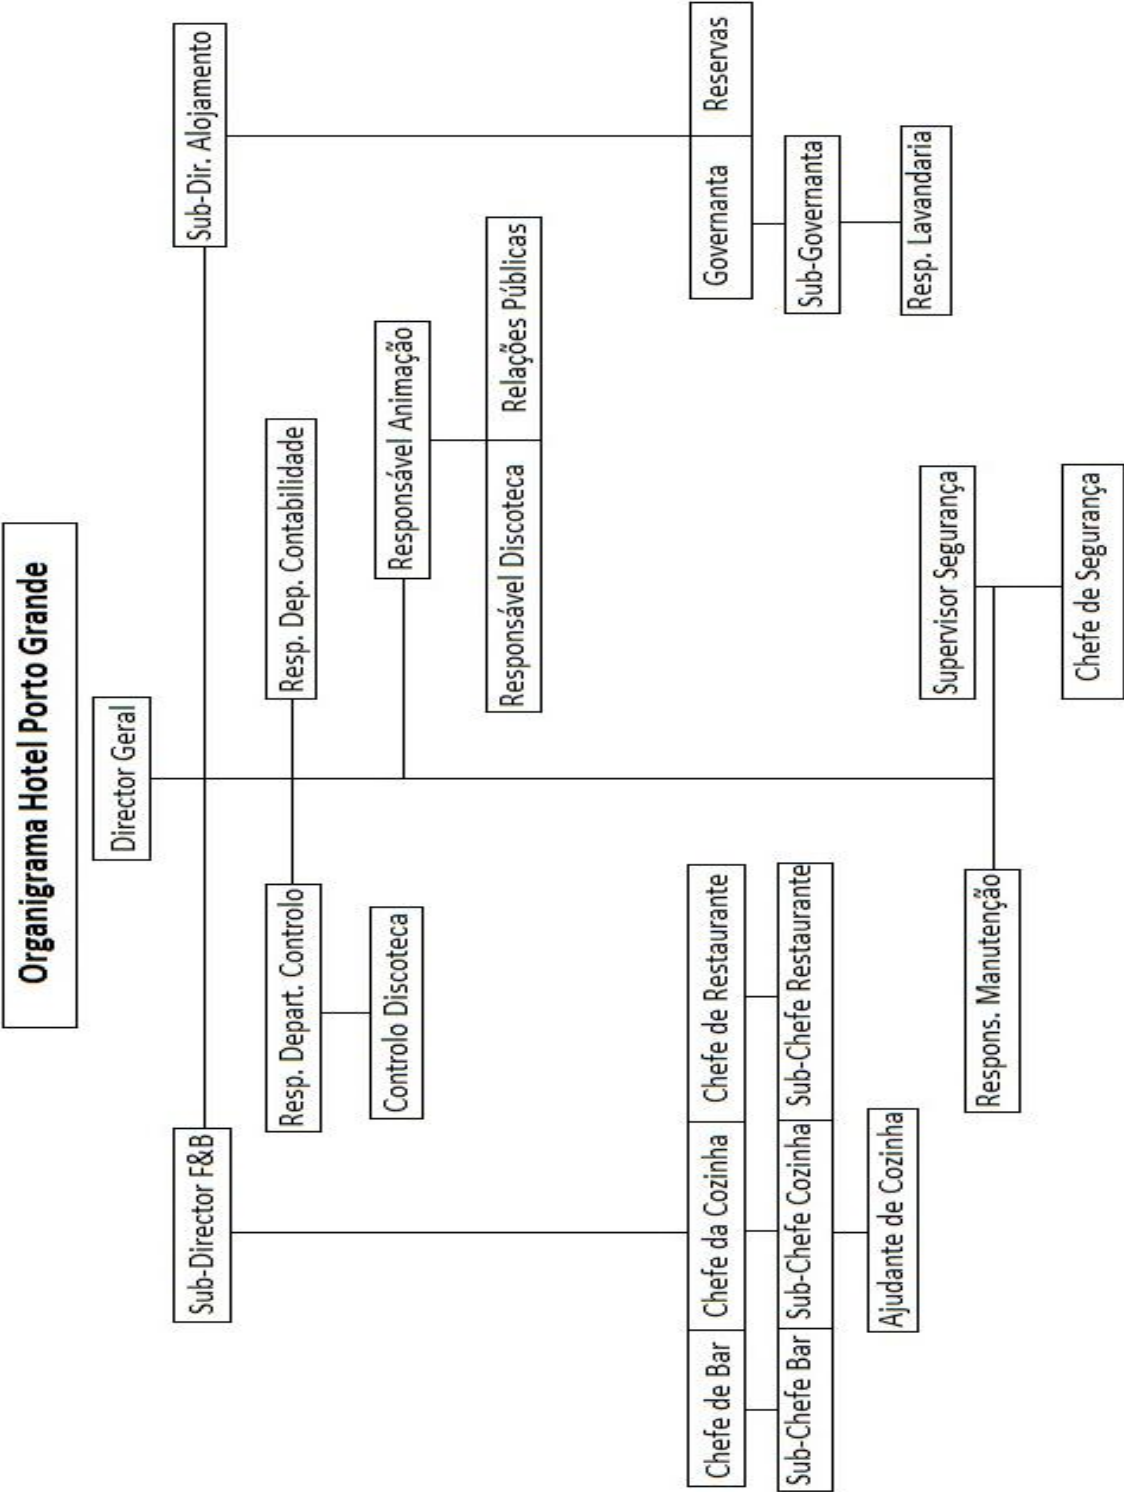 Organigrama Hotel Porto Grande
Director Geral
Sub-Director F&B
Sub-Dir. Alojamento
Resp. Depart. Controlo
Resp. Dep. Contabilidade
Controlo Discoteca
Responsável Animação
Responsável Discoteca
Relações Públicas
Chefe de Bar
Chefe da Cozinha
Chefe de Restaurante
Governanta
Reservas
Sub-Chefe Bar
Sub-Chefe Cozinha
Sub-Chefe Restaurante
Sub-Governanta
Ajudante de Cozinha
Resp. Lavandaria
Supervisor Segurança
Respons. Manutenção
Chefe de Segurança